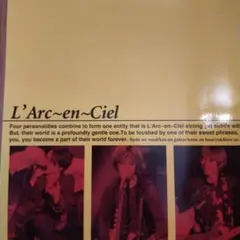 L'Arc~en~Ciel
Four personalities combine to form one entity that is L'Arc~en~Ciel strong yet
But, their world is a profoundly gentle one.To be touched by one of their sweet phrases,
you, you become a part of their world forever.